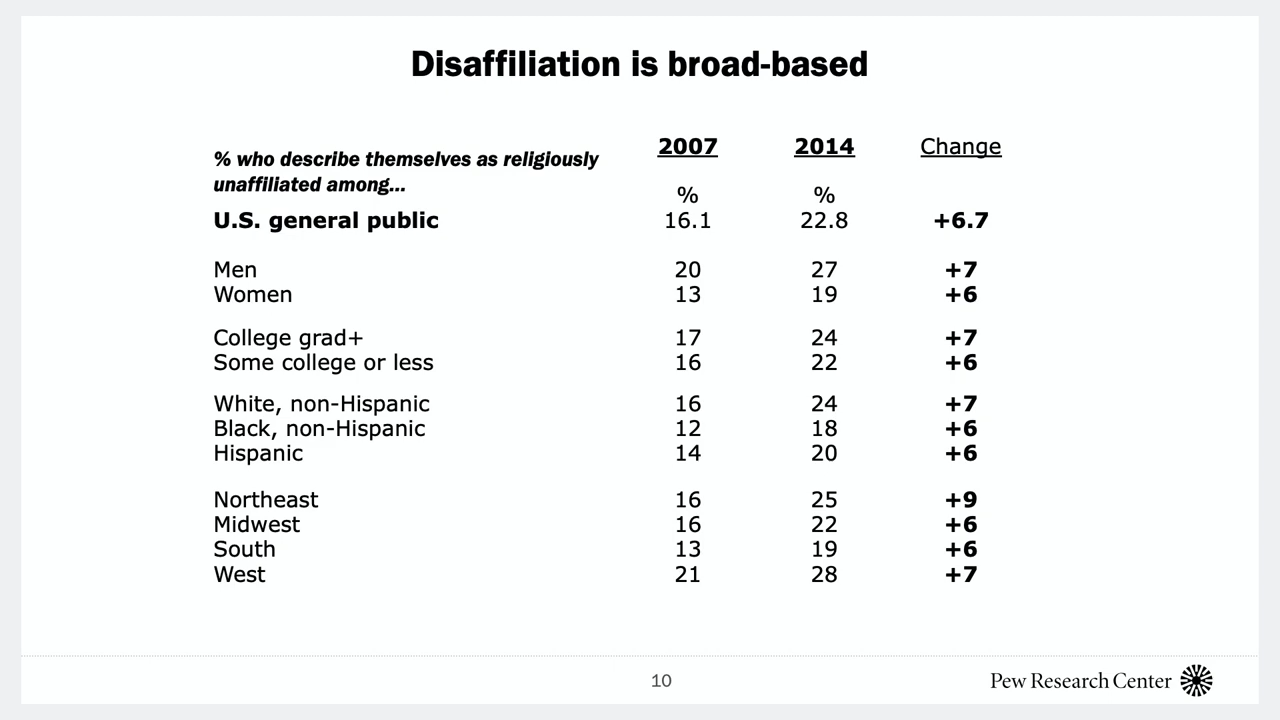 Disaffiliation is broad-based
2007 2014 Change
% who describe themselves as religiously
unaffiliated among...
% %
U.S. general public 16.1 22.8 +6.7
Men 20 27 +7
Women 13 19 +6
College grad+ 17 24 +7
Some college or less 16 22 +6
White, non-Hispanic 16 24 +7
Black, non-Hispanic 12 18 +6
Hispanic 14 20 +6
Northeast 16 25 +9
Midwest 16 22 +6
South 13 19 +6
West 21 28 +7
10 Pew Research Center